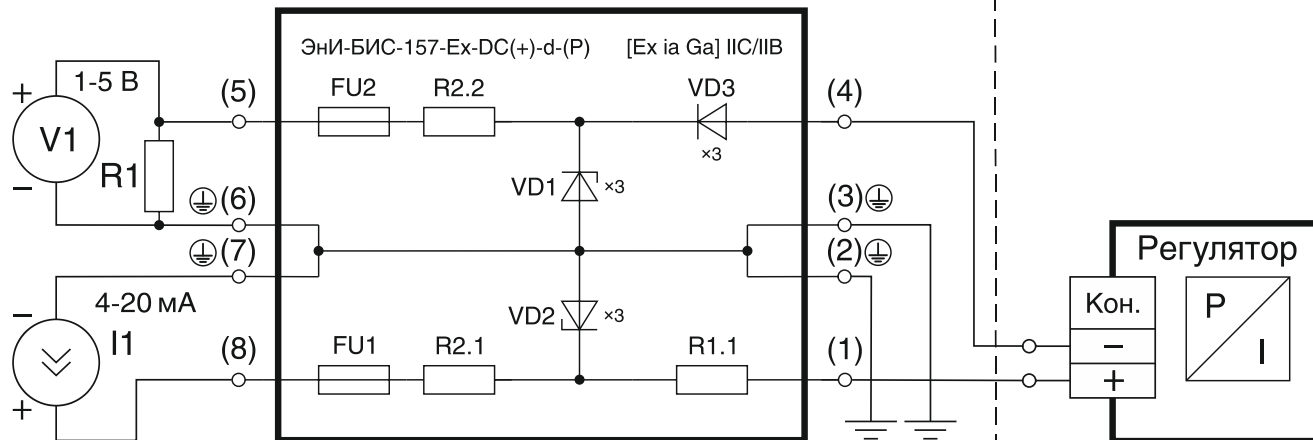 ЭнИ-БИС-157-Ex-DC(+)-d-(P) [Ex ia Ga] IIC/IIB
1-5 В
+
V1
−
R1
(5)
FU2
R2.2
VD3
×3
(4)
VD1
×3
(6)
(3)
(7)
(2)
4-20 мА
−
I1
+
VD2
×3
(8)
FU1
R2.1
R1.1
(1)
Регулятор
Кон.
−
+
P
I